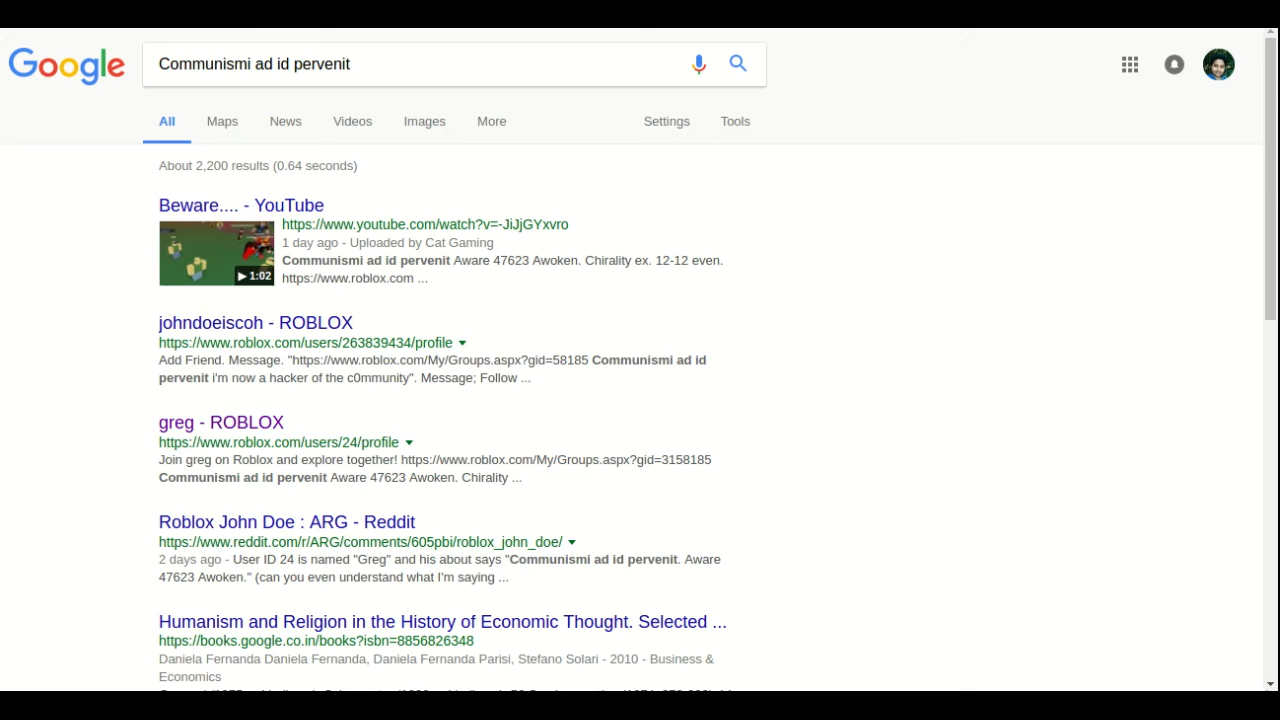 Google
Communismi ad id pervenit
All Maps News Videos Images More Settings Tools
About 2,200 results (0.64 seconds)
Beware.... - YouTube
https://www.youtube.com/watch?v=-JiJjGYxvro
1 day ago - Uploaded by Cat Gaming
Communismi ad id pervenit Aware 47623 Awoken. Chirality ex. 12-12 even.
https://www.roblox.com ...
▶ 1:02
johndoeiscoh - ROBLOX
https://www.roblox.com/users/263839434/profile
Add Friend. Message. "https://www.roblox.com/My/Groups.aspx?gid=58185 Communismi ad id
pervenit i'm now a hacker of the c0mmunity". Message; Follow ...
greg - ROBLOX
https://www.roblox.com/users/24/profile
Join greg on Roblox and explore together! https://www.roblox.com/My/Groups.aspx?gid=3158185
Communismi ad id pervenit Aware 47623 Awoken. Chirality ...
Roblox John Doe : ARG - Reddit
https://www.reddit.com/r/ARG/comments/605pbi/roblox_john_doe/
2 days ago - User ID 24 is named "Greg" and his about says "Communismi ad id pervenit. Aware
47623 Awoken." (can you even understand what I'm saying ...
Humanism and Religion in the History of Economic Thought. Selected ...
https://books.google.co.in/books?isbn=8856826348
Daniela Fernanda Daniela Fernanda, Daniela Fernanda Parisi, Stefano Solari - 2010 - Business &
Economics